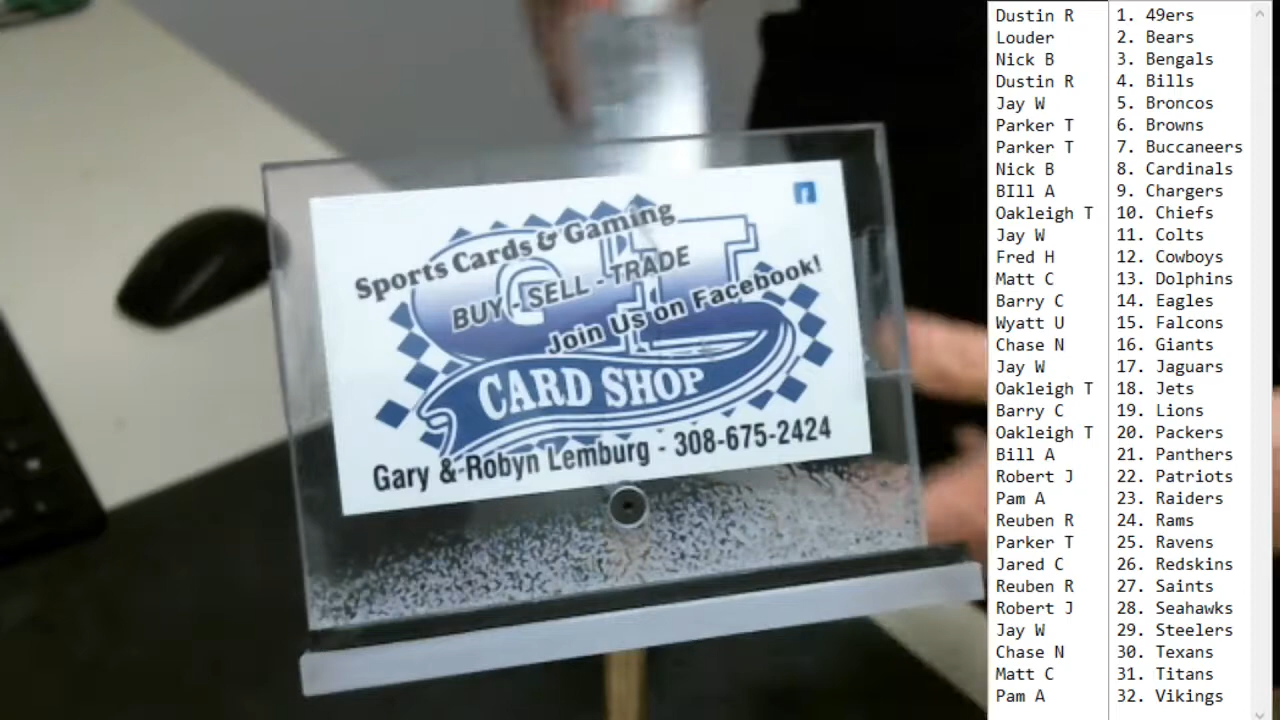 Sports Cards & Gaming
BUY - SELL - TRADE
Join Us on Facebook!
CARD SHOP
Gary & Robyn Lemburg - 308-675-2424
Dustin R 1. 49ers
Louder 2. Bears
Nick B 3. Bengals
Dustin R 4. Bills
Jay W 5. Broncos
Parker T 6. Browns
Parker T 7. Buccaneers
Nick B 8. Cardinals
BIll A 9. Chargers
Oakleigh T 10. Chiefs
Jay W 11. Colts
Fred H 12. Cowboys
Matt C 13. Dolphins
Barry C 14. Eagles
Wyatt U 15. Falcons
Chase N 16. Giants
Jay W 17. Jaguars
Oakleigh T 18. Jets
Barry C 19. Lions
Oakleigh T 20. Packers
Bill A 21. Panthers
Robert J 22. Patriots
Pam A 23. Raiders
Reuben R 24. Rams
Parker T 25. Ravens
Jared C 26. Redskins
Reuben R 27. Saints
Robert J 28. Seahawks
Jay W 29. Steelers
Chase N 30. Texans
Matt C 31. Titans
Pam A 32. Vikings